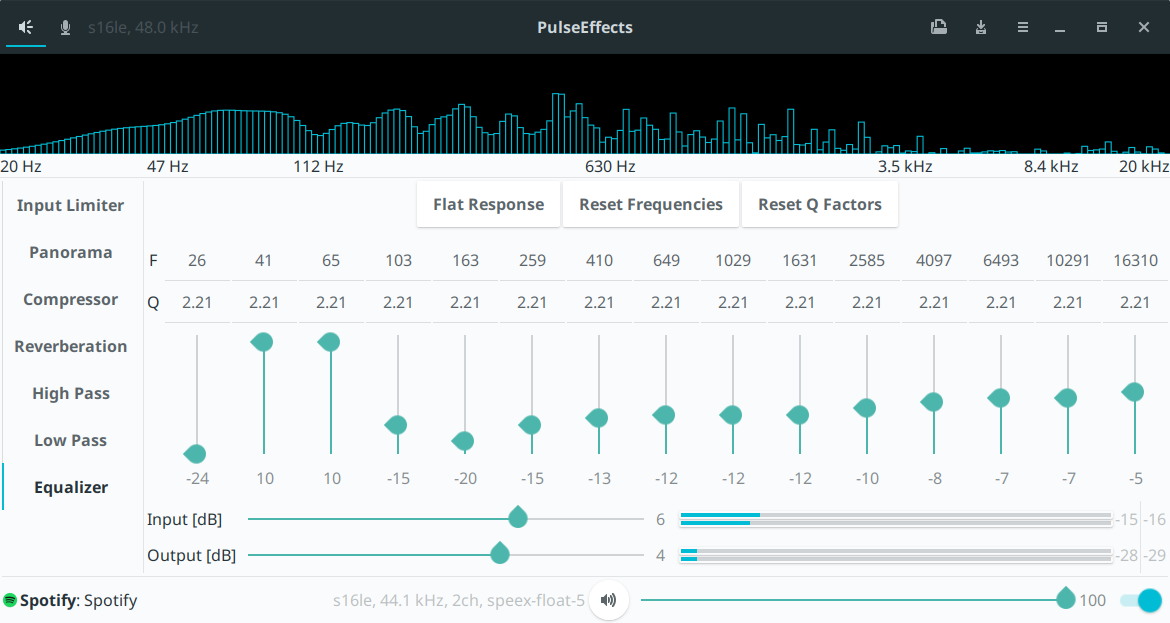 s16le, 48.0 kHz PulseEffects
20 Hz 47 Hz 112 Hz 630 Hz 3.5 kHz 8.4 kHz 20 kHz
Input Limiter
Panorama
Compressor
Reverberation
High Pass
Low Pass
Equalizer
Flat Response Reset Frequencies Reset Q Factors
F 26 41 65 103 163 259 410 649 1029 1631 2585 4097 6493 10291 16310
Q 2.21 2.21 2.21 2.21 2.21 2.21 2.21 2.21 2.21 2.21 2.21 2.21 2.21 2.21 2.21
-24 10 10 -15 -20 -15 -13 -12 -12 -12 -10 -8 -7 -7 -5
Input [dB] 6 -15 -16
Output [dB] 4 -28 -29
Spotify: Spotify s16le, 44.1 kHz, 2ch, speex-float-5 100